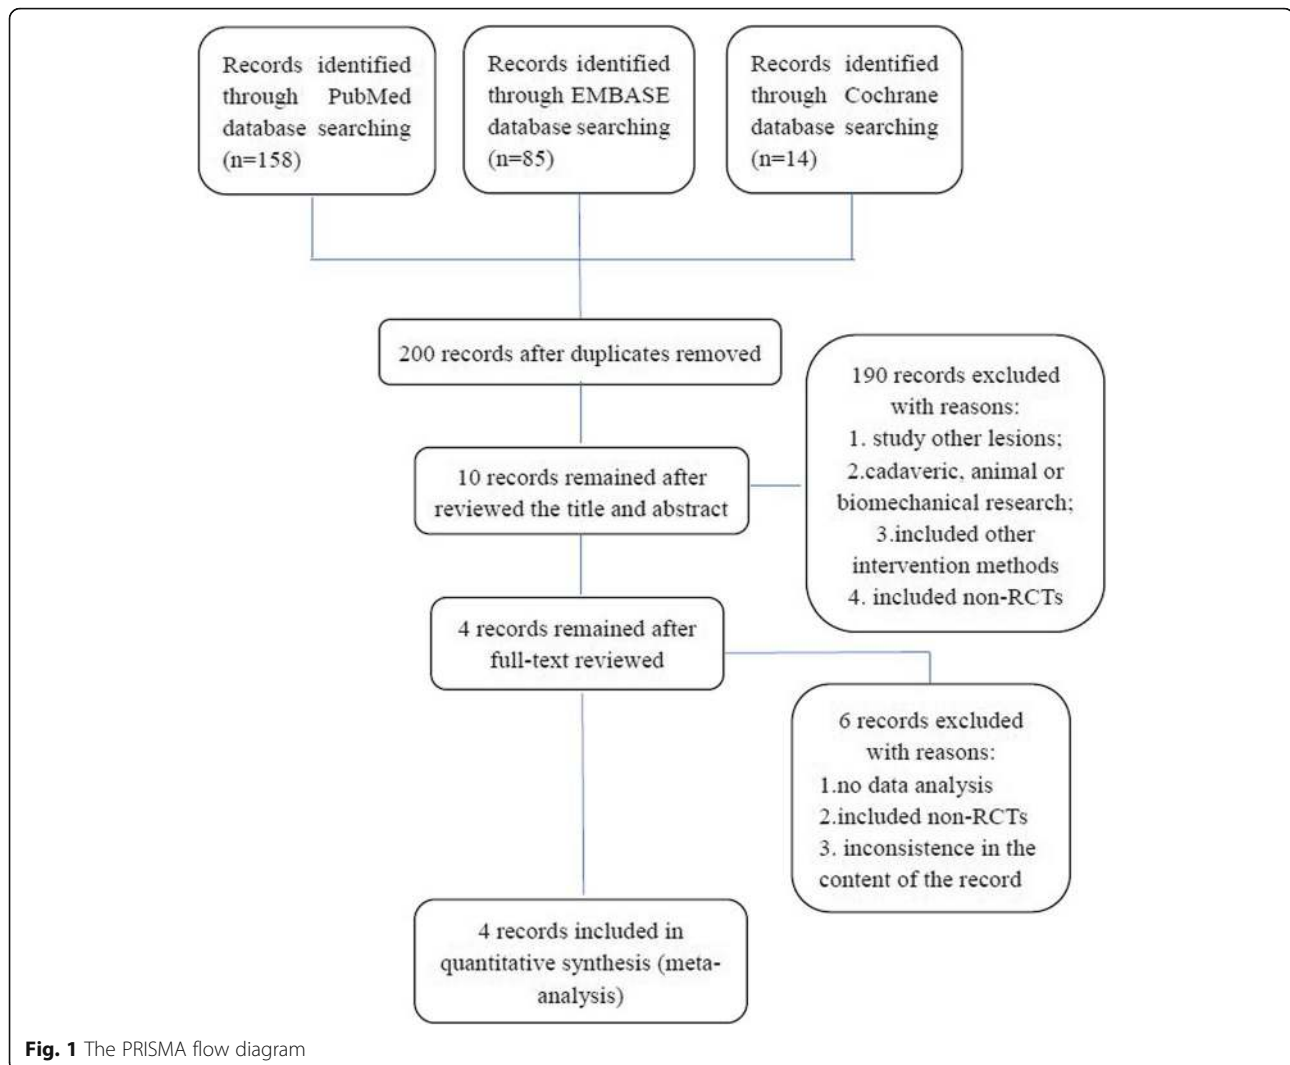 Records identified
through PubMed
database searching
(n=158)
Records identified
through EMBASE
database searching
(n=85)
Records identified
through Cochrane
database searching
(n=14)
200 records after duplicates removed
190 records excluded
with reasons:
1. study other lesions;
2.cadaveric, animal or
biomechanical research;
3.included other
intervention methods
4. included non-RCTs
10 records remained after
reviewed the title and abstract
4 records remained after
full-text reviewed
6 records excluded
with reasons:
1.no data analysis
2.included non-RCTs
3. inconsistence in the
content of the record
4 records included in
quantitative synthesis (meta-
analysis)
Fig. 1 The PRISMA flow diagram